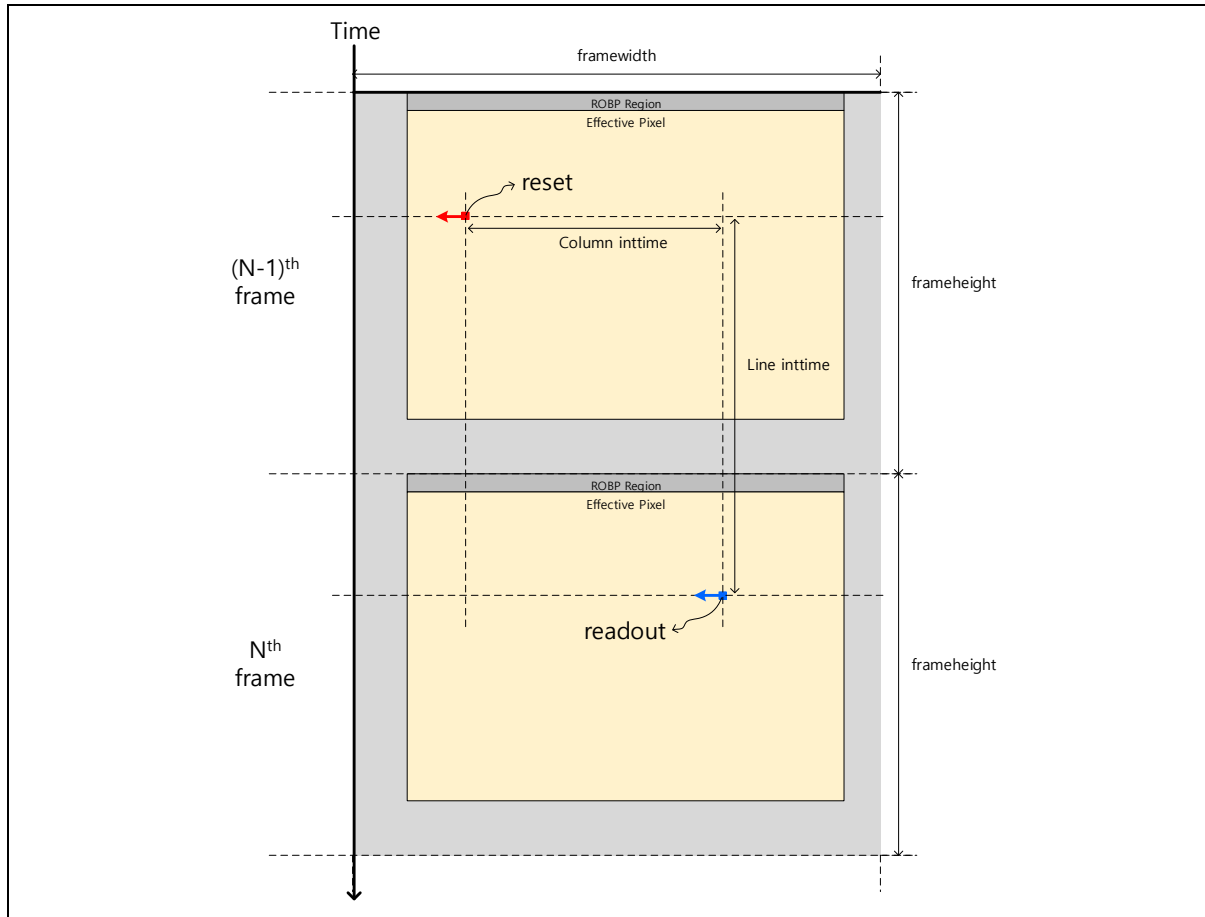 Time
framewidth
ROBP Region
Effective Pixel
reset
Column inttime
(N-1)th
frame
frameheight
Line inttime
ROBP Region
Effective Pixel
readout
Nth
frame
frameheight